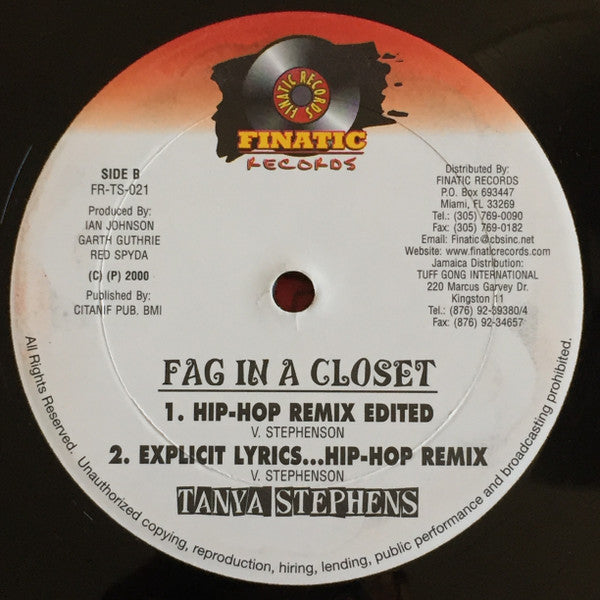 FINATIC RECORDS
FINATIC
RECORDS
SIDE B
FR-TS-021
Produced By:
IAN JOHNSON
GARTH GUTHRIE
RED SPYDA
(C) (P) 2000
Published By:
CITANIF PUB. BMI
Distributed By:
FINATIC RECORDS
P.O. Box 693447
Miami, FL 33269
Tel.: (305) 769-0090
Fax: (305) 769-0182
Email: Finatic@cbsinc.net
Website: www.finaticrecords.com
Jamaica Distribution:
TUFF GONG INTERNATIONAL
220 Marcus Garvey Dr.
Kingston 11
Tel.: (876) 92-39380/4
Fax: (876) 92-34657
FAG IN A CLOSET
1. HIP-HOP REMIX EDITED
V. STEPHENSON
2. EXPLICIT LYRICS...HIP-HOP REMIX
V. STEPHENSON
TANYA STEPHENS
All Rights Reserved. Unauthorized copying, reproduction, hiring, lending, public performance and broadcasting prohibited.